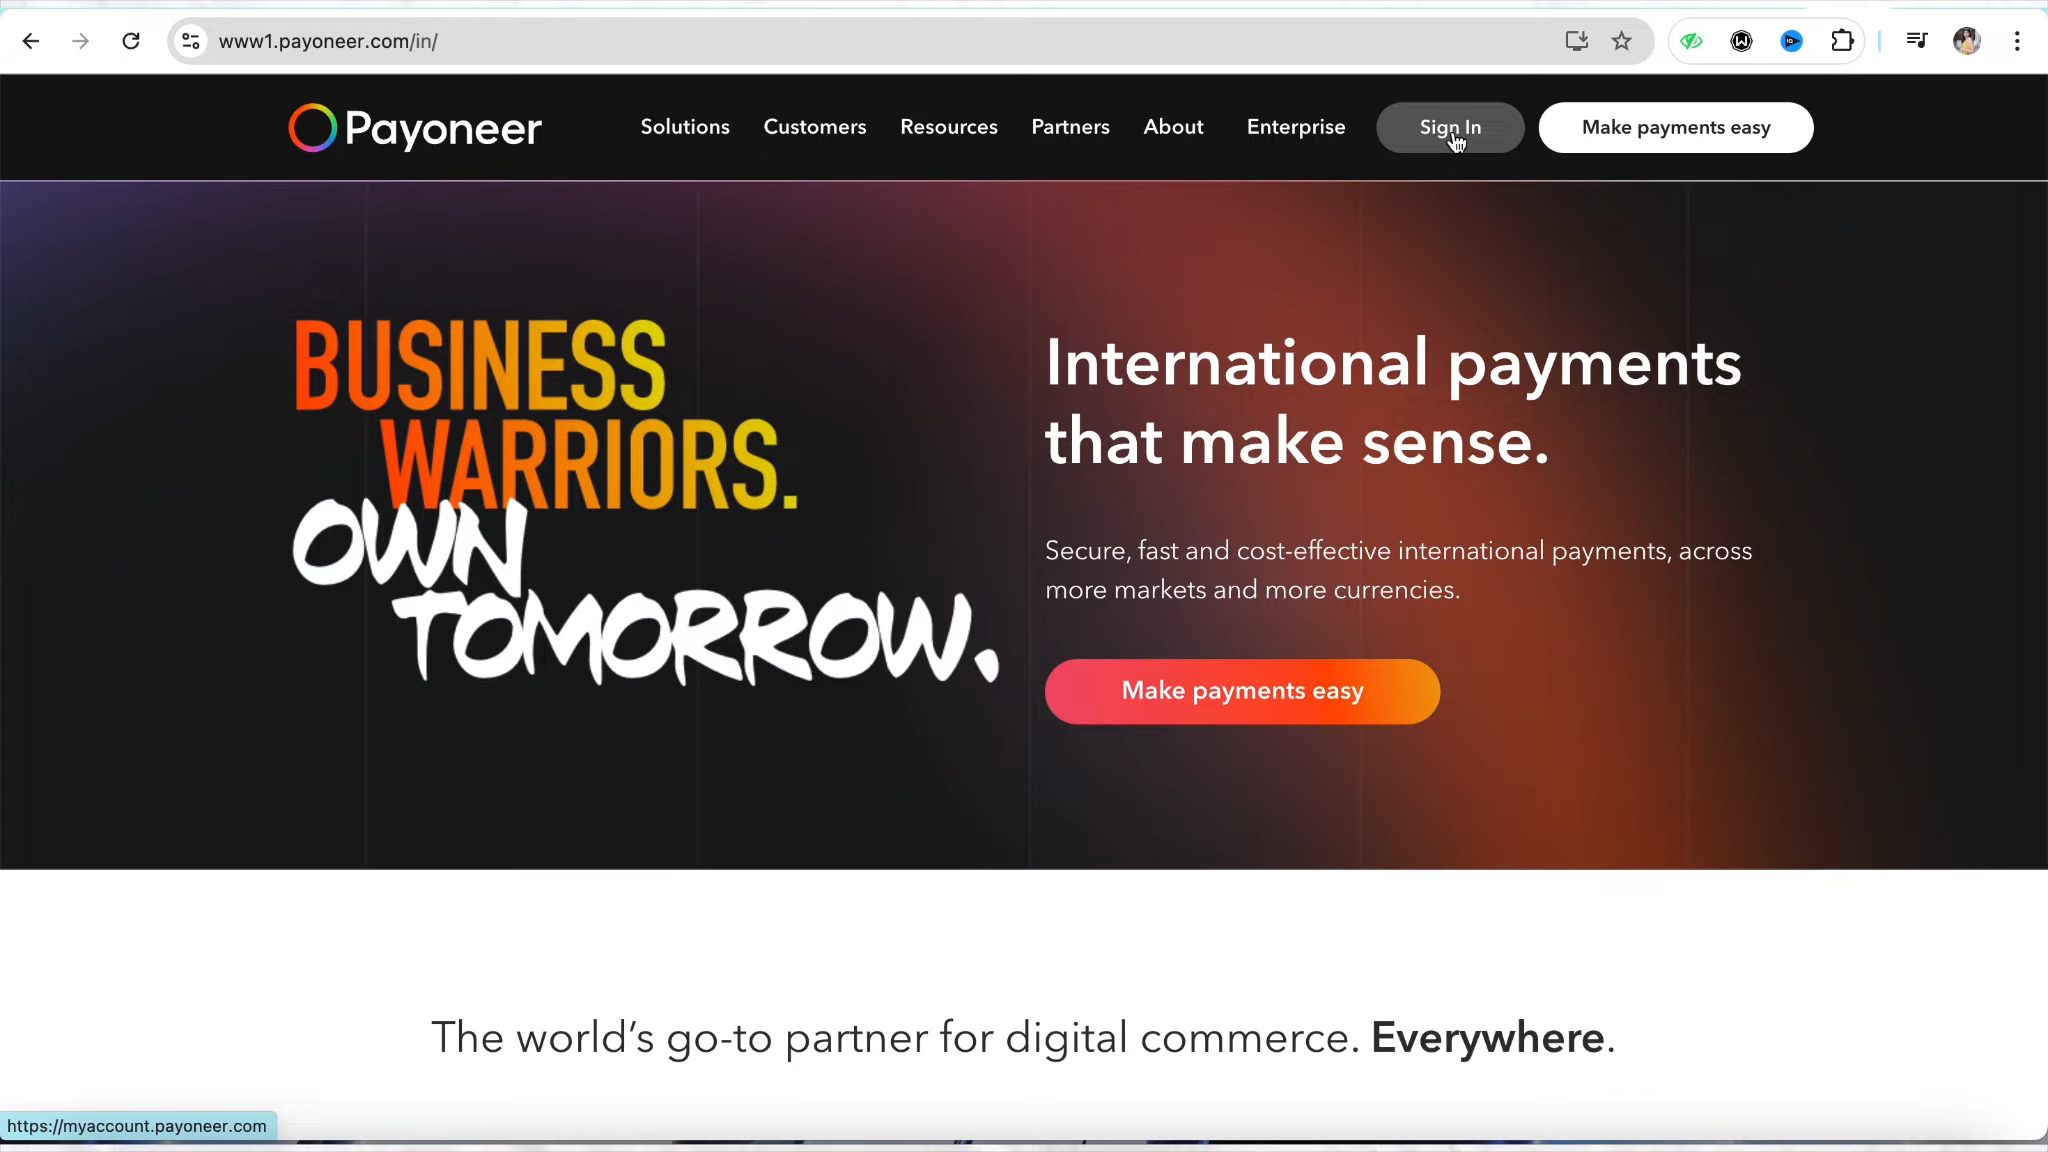 www1.payoneer.com/in/
Payoneer
Solutions
Customers
Resources
Partners
About
Enterprise
Sign In
Make payments easy
BUSINESS
WARRIORS.
OWN
TOMORROW.
International payments
that make sense.
Secure, fast and cost-effective international payments, across
more markets and more currencies.
Make payments easy
The world's go-to partner for digital commerce. Everywhere.
https://myaccount.payoneer.com